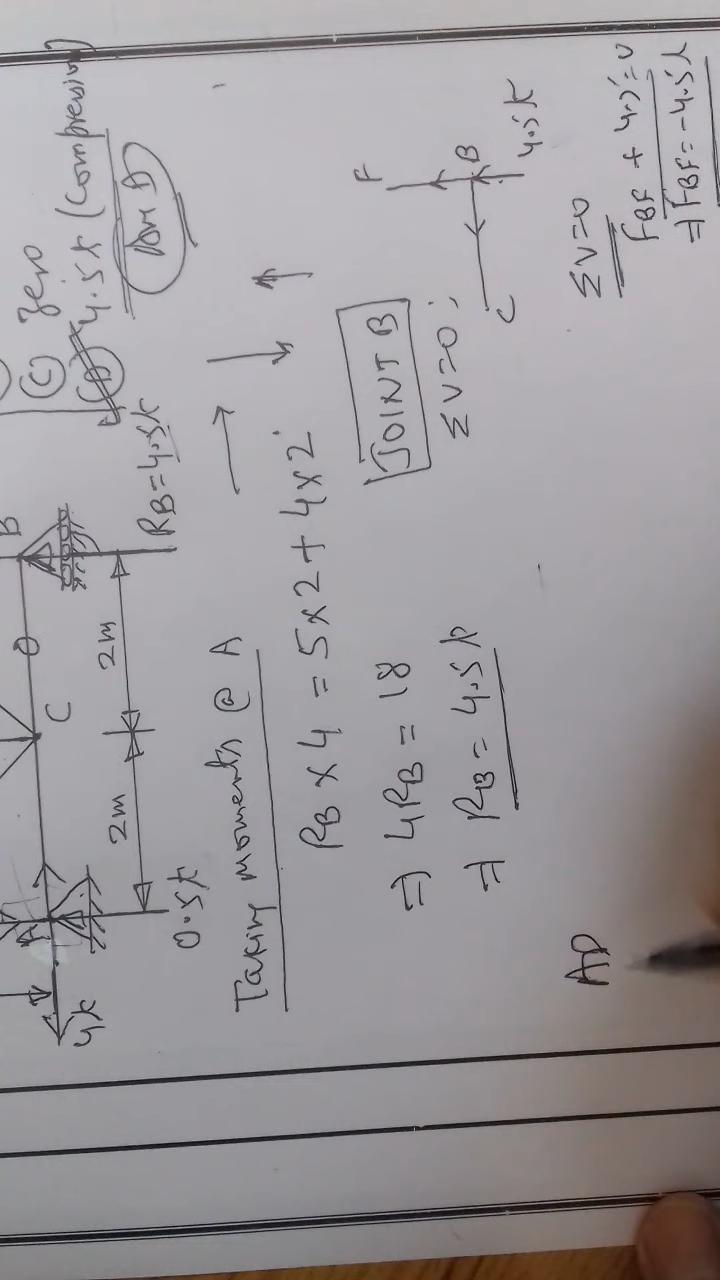 (C) Zero
(D) 4.5k (Compression)
B
A
C
4k
2m
2m
0.5k
RB=4.5k
Taking moments @ A
RB × 4 = 5×2 + 4×2
⇒ 4RB = 18
⇒ RB = 4.5k
JOINT B
ΣV=0:
F
B
C
4.5k
ΣV=0
FBF + 4.5=0
⇒ FBF = -4.5k
AD